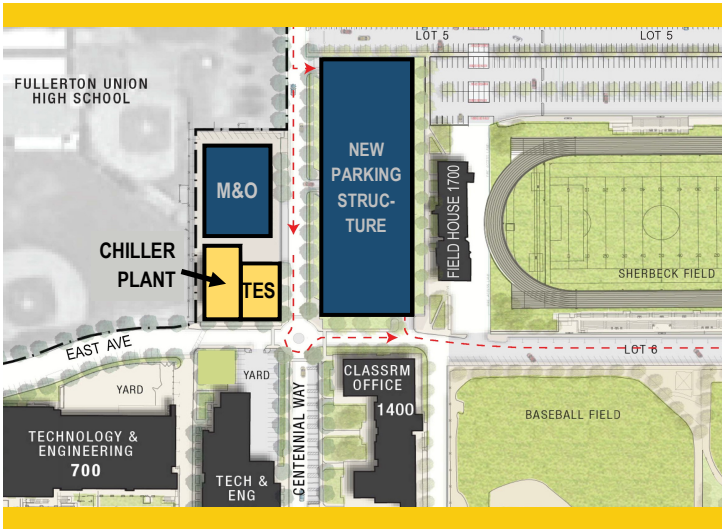 LOT 5
LOT 5
FULLERTON UNION
HIGH SCHOOL
M&O
NEW
PARKING
STRUC-
TURE
FIELD HOUSE 1700
CHILLER
PLANT
TES
SHERBECK FIELD
EAST AVE
LOT 6
YARD
YARD
CENTENNIAL WAY
CLASSRM
OFFICE
1400
BASEBALL FIELD
TECHNOLOGY &
ENGINEERING
700
TECH &
ENG